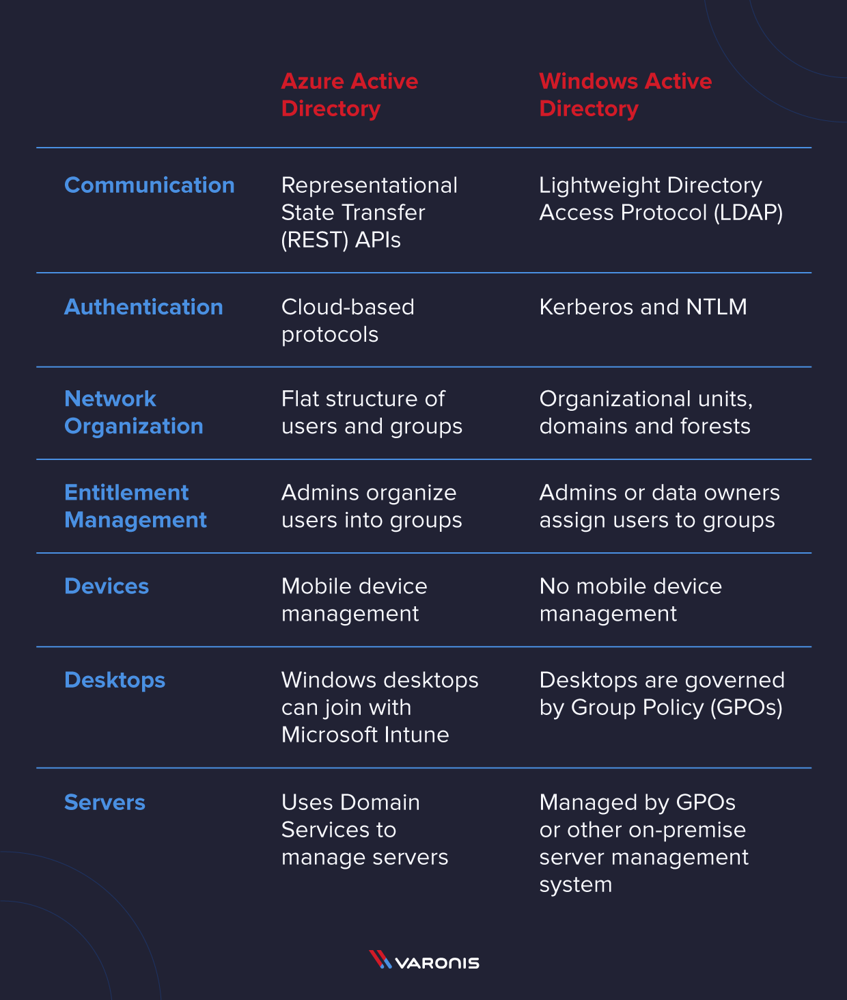 Azure Active
Directory
Windows Active
Directory
Communication
Representational
State Transfer
(REST) APIs
Lightweight Directory
Access Protocol (LDAP)
Authentication
Cloud-based
protocols
Kerberos and NTLM
Network
Organization
Flat structure of
users and groups
Organizational units,
domains and forests
Entitlement
Management
Admins organize
users into groups
Admins or data owners
assign users to groups
Devices
Mobile device
management
No mobile device
management
Desktops
Windows desktops
can join with
Microsoft Intune
Desktops are governed
by Group Policy (GPOs)
Servers
Uses Domain
Services to
manage servers
Managed by GPOs
or other on-premise
server management
system
VARONIS